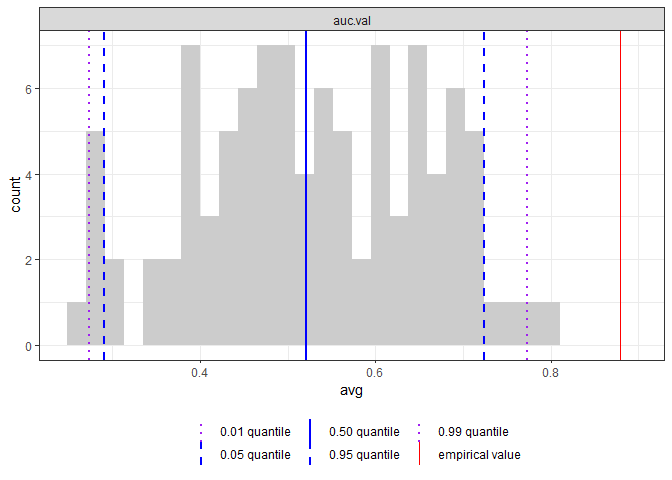 auc.val
6
4
2
0
count
0.4 0.6 0.8
avg
0.01 quantile 0.50 quantile 0.99 quantile
0.05 quantile 0.95 quantile empirical value